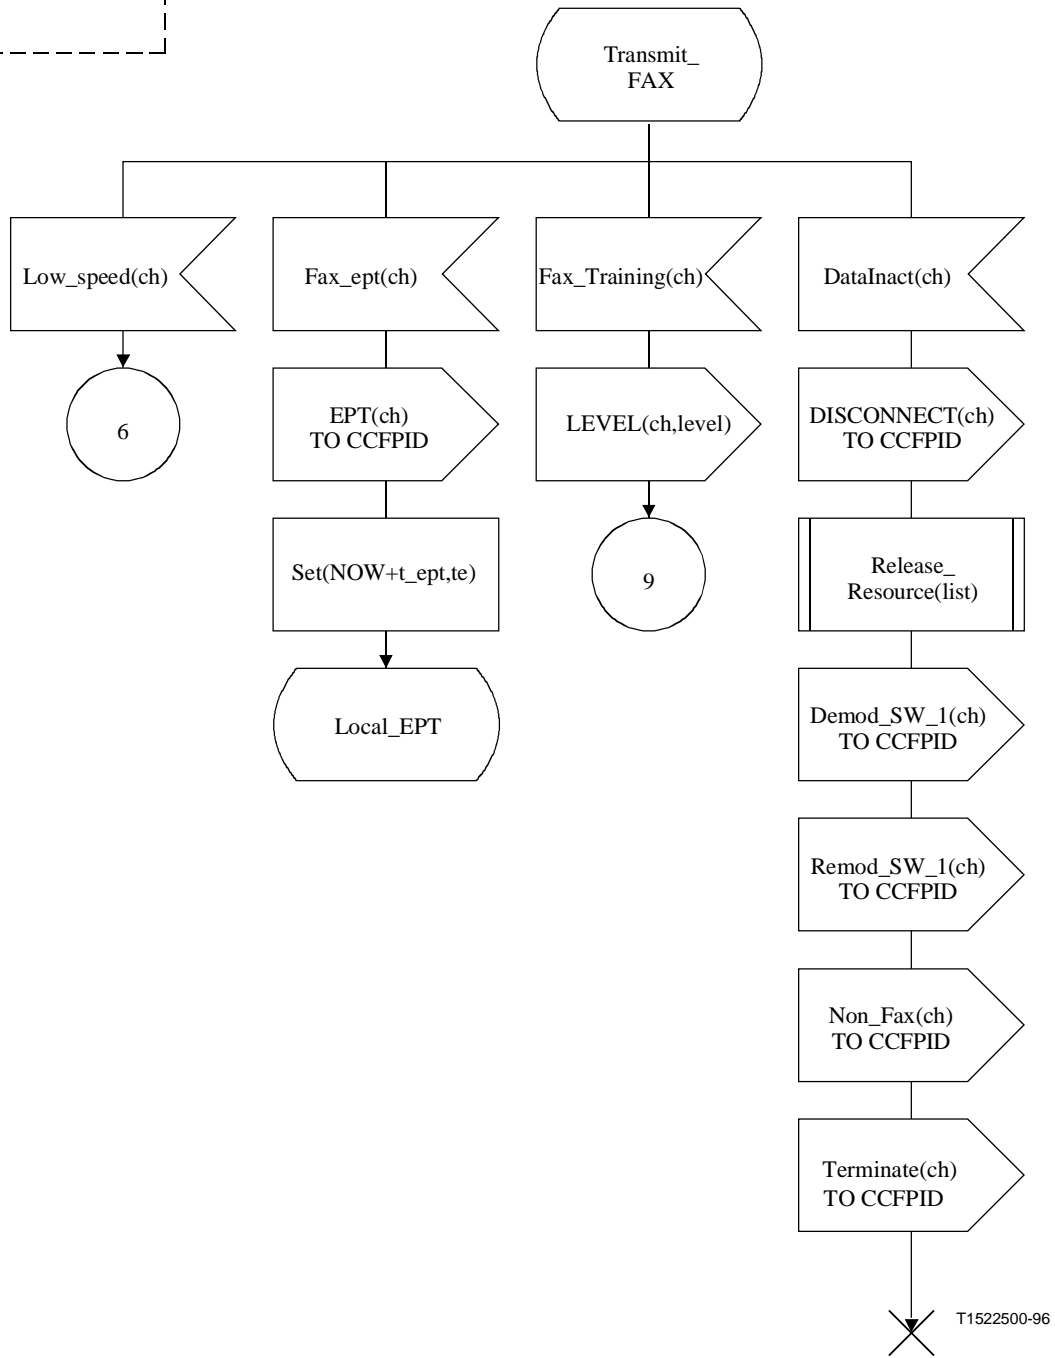 Transmit_
FAX
Low_speed(ch)
Fax_ept(ch)
Fax_Training(ch)
DataInact(ch)
6
EPT(ch)
TO CCFPID
LEVEL(ch,level)
DISCONNECT(ch)
TO CCFPID
Set(NOW+t_ept,te)
9
Release_
Resource(list)
Local_EPT
Demod_SW_1(ch)
TO CCFPID
Remod_SW_1(ch)
TO CCFPID
Non_Fax(ch)
TO CCFPID
Terminate(ch)
TO CCFPID
T1522500-96